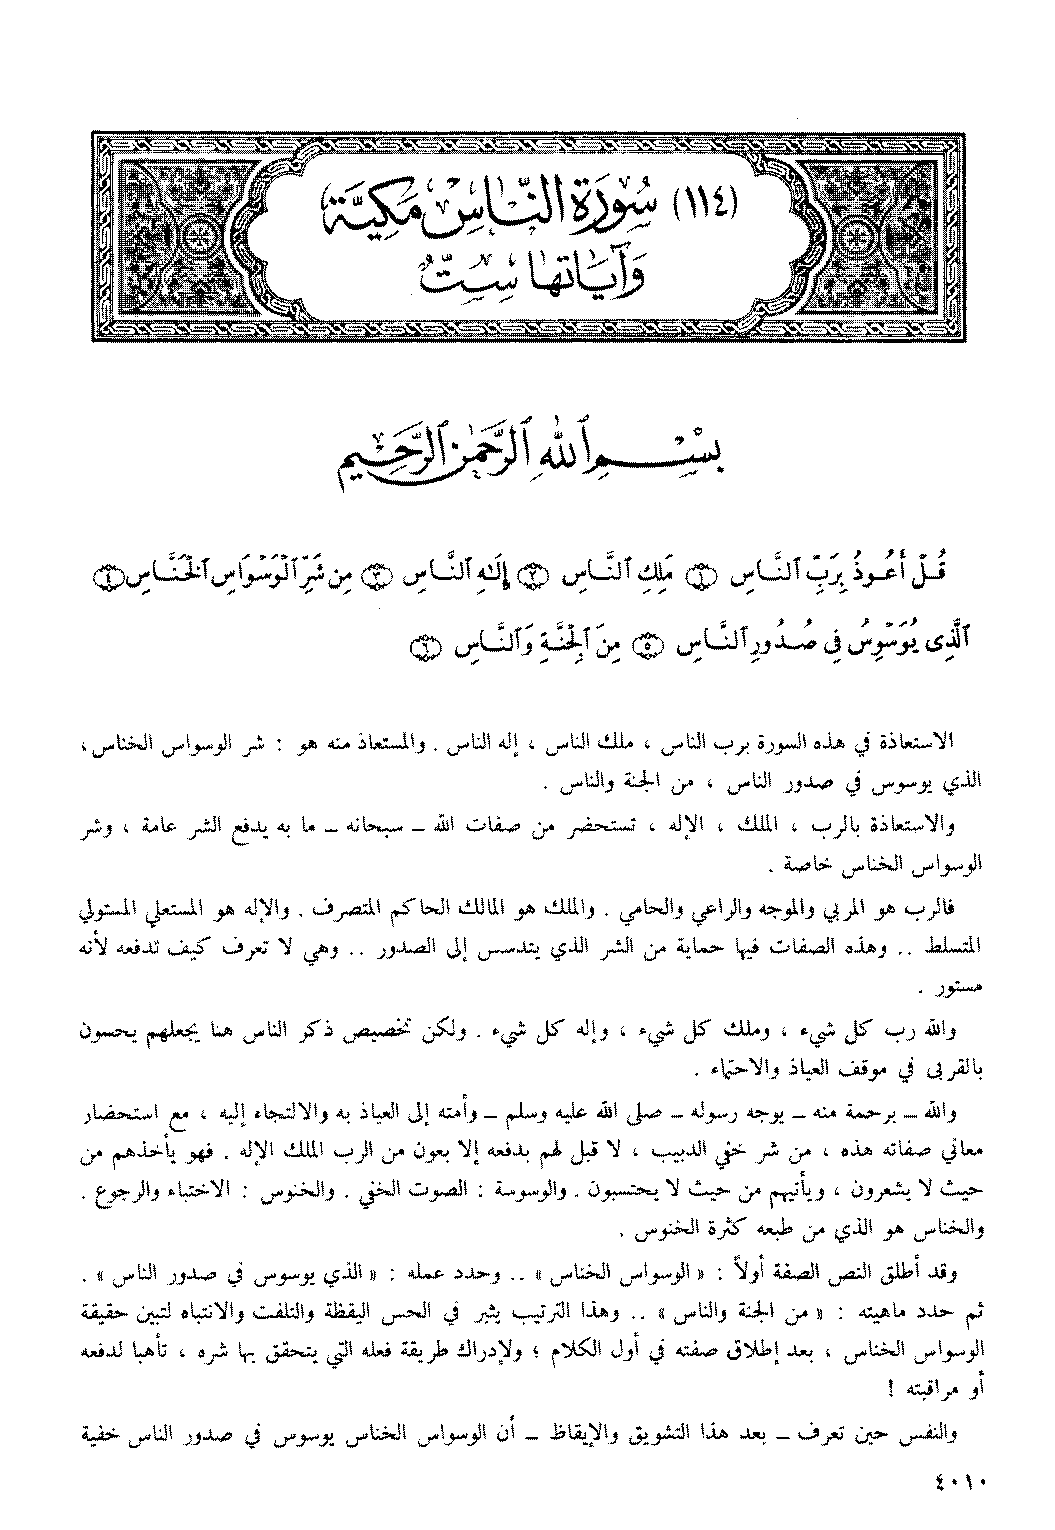 (١١٤) سُورَةِ النَّاسِ مَكِيَّة
وَآيَاتهَا سِتٌّ
بِسْمِ ٱللَّهِ ٱلرَّحْمَٰنِ ٱلرَّحِيمِ
قُلْ أَعُوذُ بِرَبِّ ٱلنَّاسِ ﴿١﴾ مَلِكِ ٱلنَّاسِ ﴿٢﴾ إِلَٰهِ ٱلنَّاسِ ﴿٣﴾ مِن شَرِّ ٱلْوَسْوَاسِ ٱلْخَنَّاسِ ﴿٤﴾
ٱلَّذِى يُوَسْوِسُ فِى صُدُورِ ٱلنَّاسِ ﴿٥﴾ مِنَ ٱلْجِنَّةِ وَٱلنَّاسِ ﴿٦﴾
الاستعاذة في هذه السورة برب الناس ، ملك الناس ، إله الناس . والمستعاذ منه هو : شر الوسواس الخناس ،
الذي يوسوس في صدور الناس ، من الجنة والناس .
والاستعاذة بالرب ، الملك ، الإله ، تستحضر من صفات الله – سبحانه – ما به يدفع الشر عامة ، وشر
الوسواس الخناس خاصة .
فالرب هو المربي والموجه والراعي والحامي . والملك هو المالك الحاكم المتصرف . والإله هو المستعلي المستولي
المتسلط .. وهذه الصفات فيها حماية من الشر الذي يتدسس إلى الصدور .. وهي لا تعرف كيف تدفعه لأنه
مستور .
والله رب كل شيء ، وملك كل شيء ، وإله كل شيء . ولكن تخصيص ذكر الناس هنا يجعلهم يحسون
بالقربى في موقف العياذ والاحتماء .
والله – برحمة منه – يوجه رسوله – صلى الله عليه وسلم – وأمته إلى العياذ به والالتجاء إليه ، مع استحضار
معاني صفاته هذه ، من شر خفي الدبيب ، لا قبل لهم بدفعه إلا بعون من الرب الملك الإله . فهو يأخذهم من
حيث لا يشعرون ، ويأتيهم من حيث لا يحتسبون . والوسوسة : الصوت الخفي . والخنوس : الاختباء والرجوع .
والخناس هو الذي من طبعه كثرة الخنوس .
وقد أطلق النص الصفة أولاً : « الوسواس الخناس » .. وحدد عمله : « الذي يوسوس في صدور الناس » .
ثم حدد ماهيته : « من الجنة والناس » .. وهذا الترتيب يثير في الحس اليقظة والتلفت والانتباه لتبين حقيقة
الوسواس الخناس ، بعد إطلاق صفته في أول الكلام ؛ ولإدراك طريقة فعله التي يتحقق بها شره ، تأهبا لدفعه
أو مراقبته !
والنفس حين تعرف – بعد هذا التشويق والإيقاظ – أن الوسواس الخناس يوسوس في صدور الناس خفية
٤٠١٠